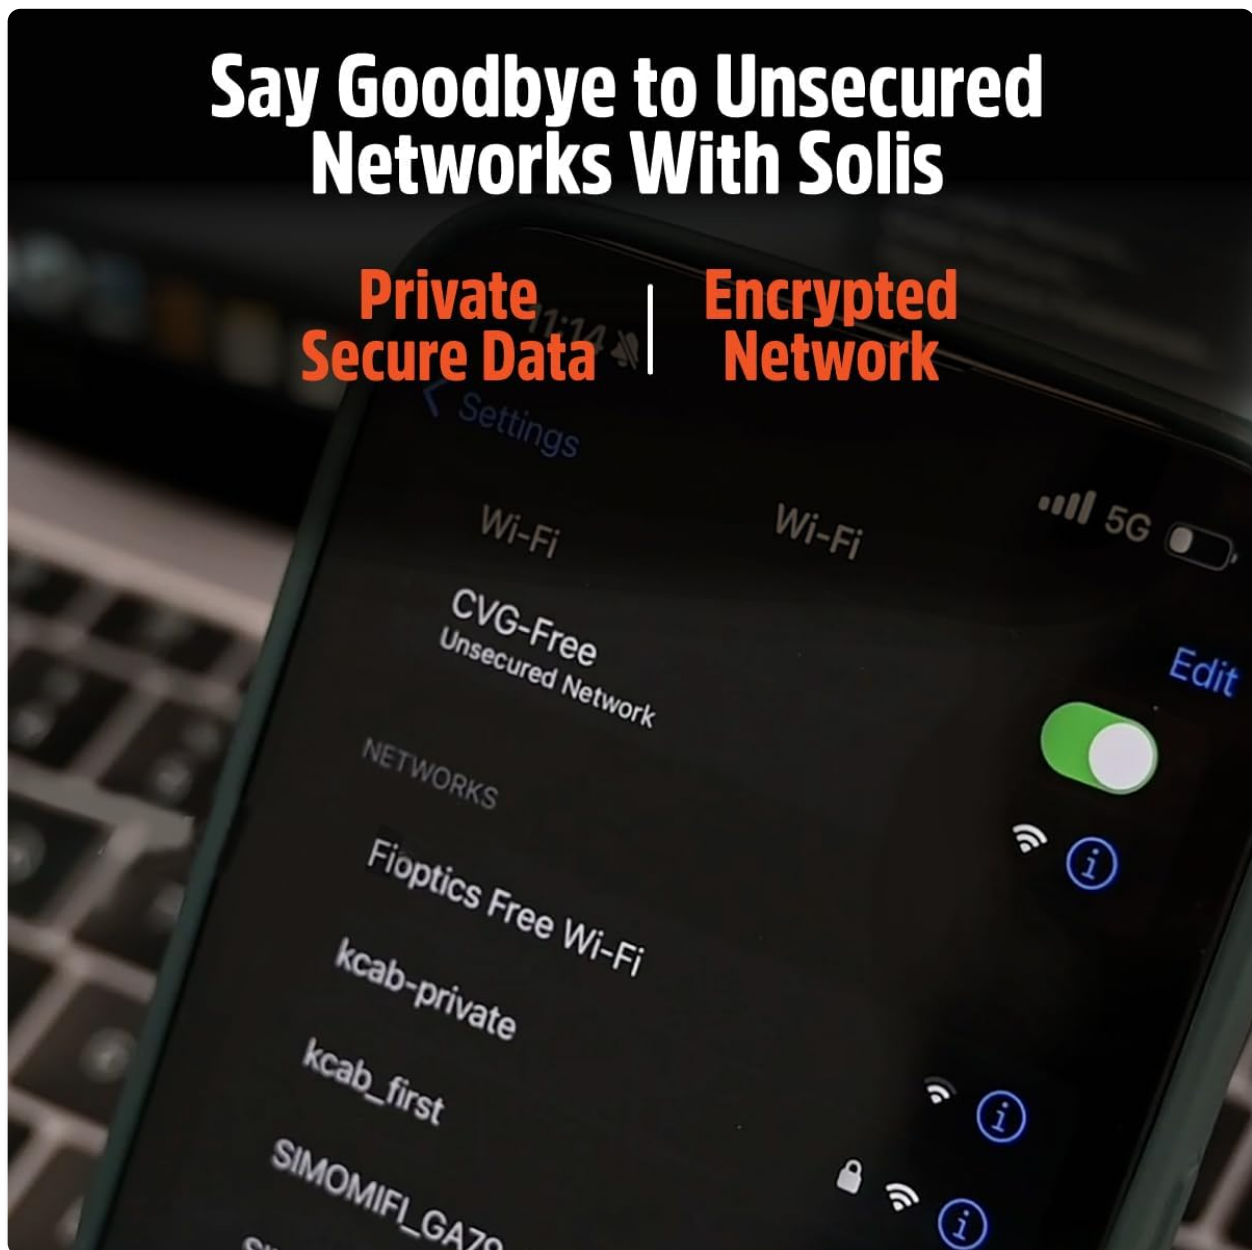 Say Goodbye to Unsecured
Networks With Solis
Private
Secure Data
Encrypted
Network
11:14
Settings
Wi-Fi
Wi-Fi
5G
Edit
CVG-Free
Unsecured Network
NETWORKS
Fioptics Free Wi-Fi
kcab-private
kcab_first